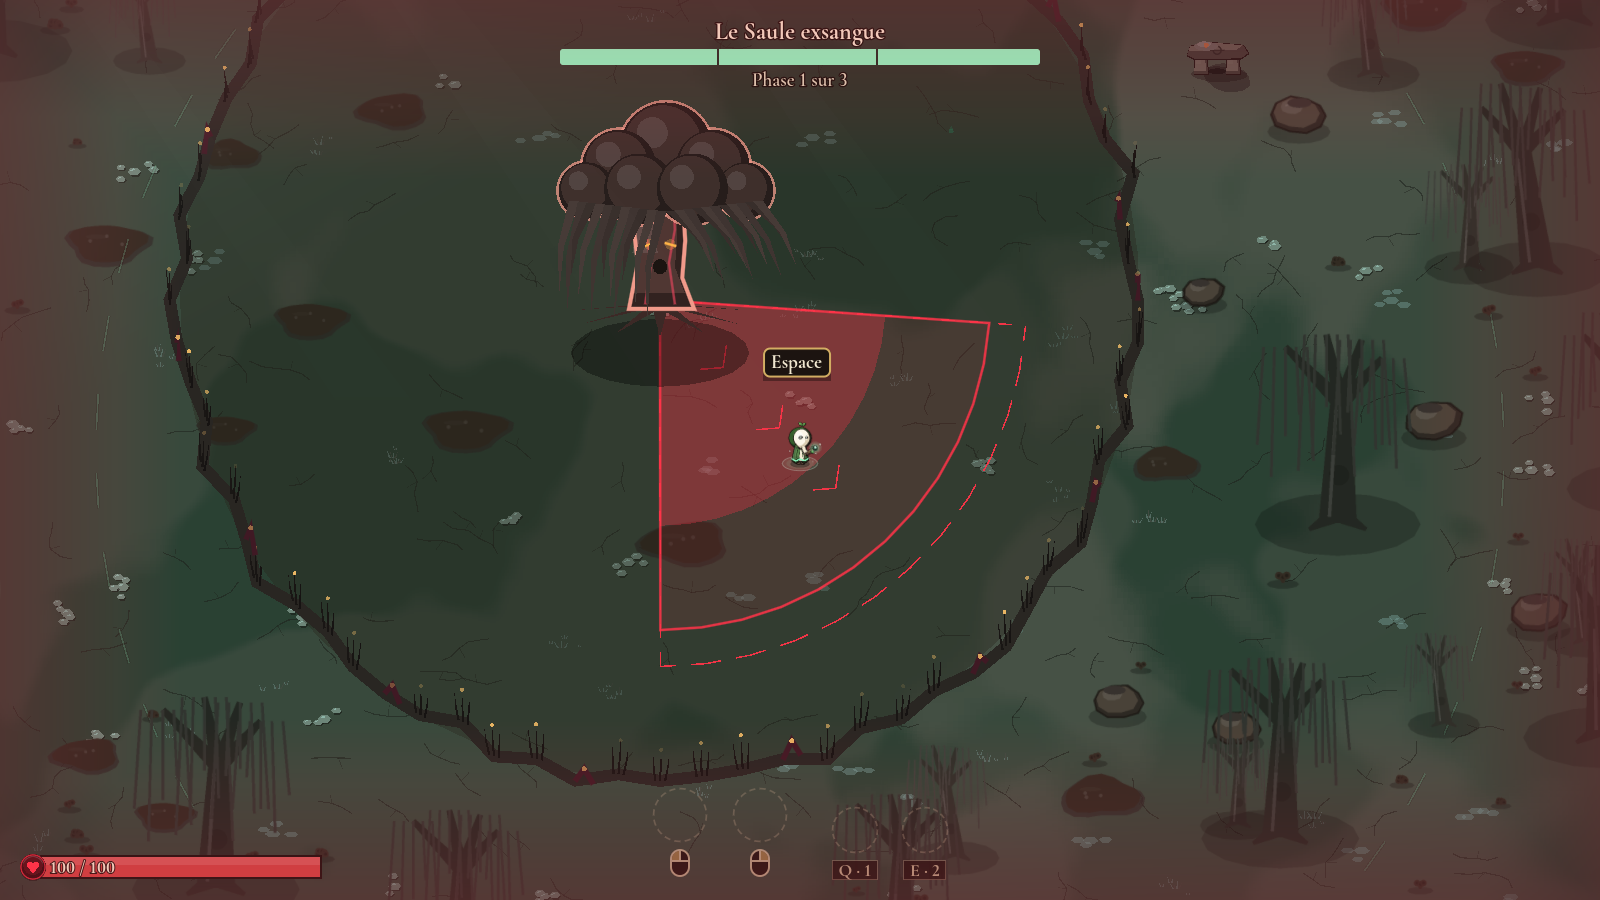 Le Saule exsangue
Phase 1 sur 3
Espace
100 / 100
Q · 1
E · 2